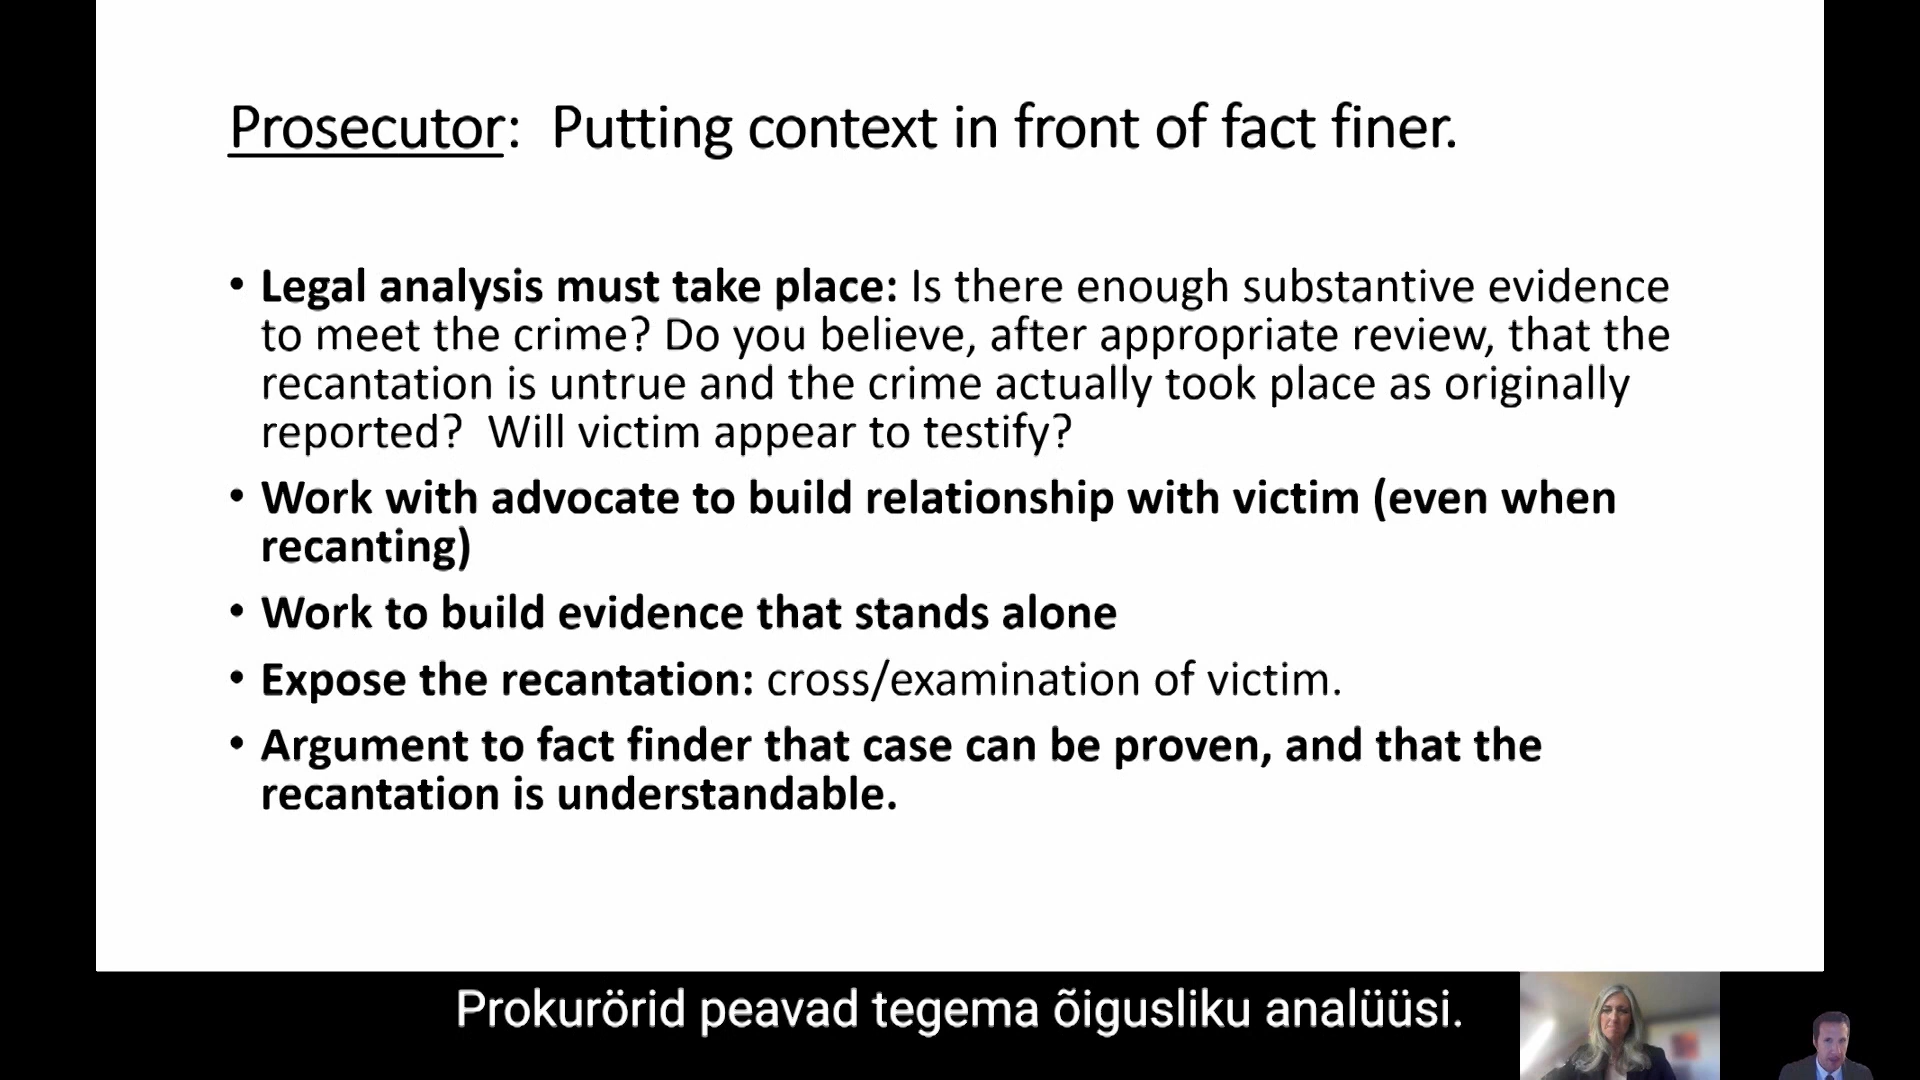 Prosecutor:  Putting context in front of fact finer.
• Legal analysis must take place: Is there enough substantive evidence
to meet the crime? Do you believe, after appropriate review, that the
recantation is untrue and the crime actually took place as originally
reported?  Will victim appear to testify?
• Work with advocate to build relationship with victim (even when
recanting)
• Work to build evidence that stands alone
• Expose the recantation: cross/examination of victim.
• Argument to fact finder that case can be proven, and that the
recantation is understandable.
Prokurörid peavad tegema õigusliku analüüsi.